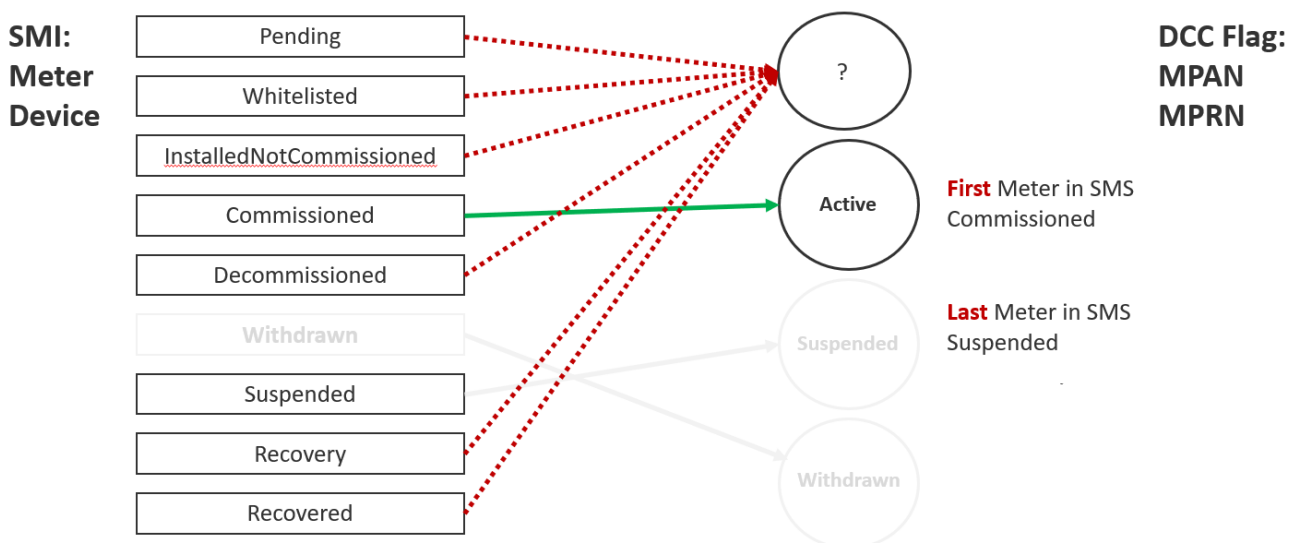 SMI:
Meter
Device
Pending
Whitelisted
InstalledNotCommissioned
Commissioned
Decommissioned
Withdrawn
Suspended
Recovery
Recovered
?
Active
Suspended
Withdrawn
First Meter in SMS
Commissioned
Last Meter in SMS
Suspended
DCC Flag:
MPAN
MPRN